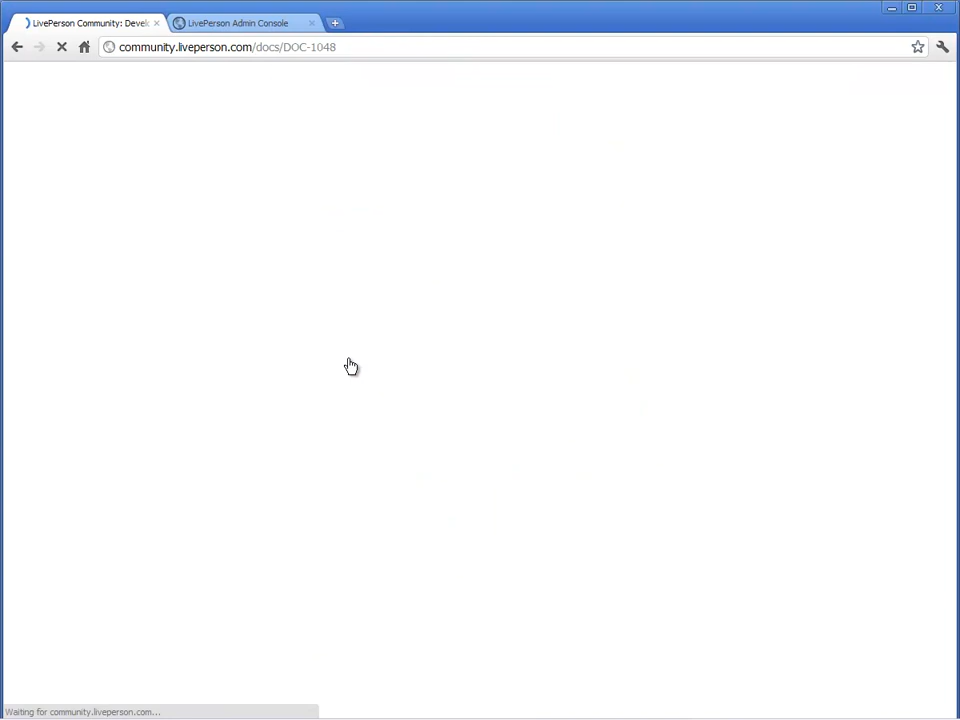 LivePerson Community: Devel
LivePerson Admin Console
community.liveperson.com/docs/DOC-1048
Waiting for community.liveperson.com...